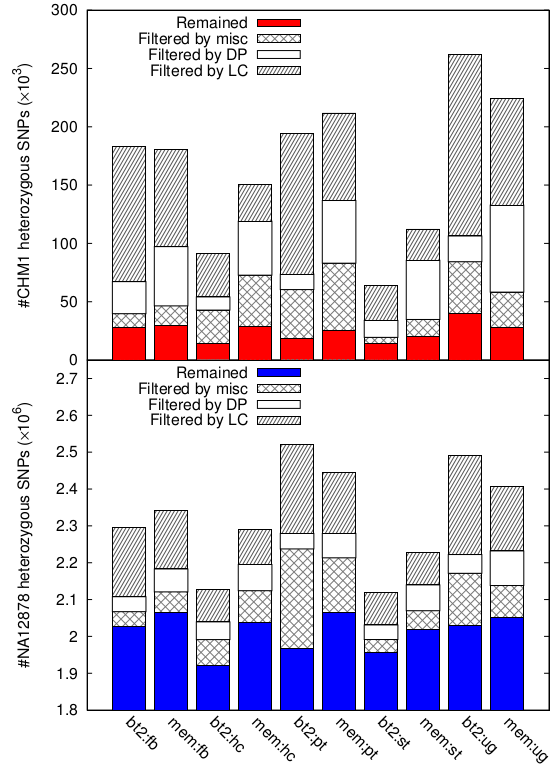 #CHM1 heterozygous SNPs (×10³)
300
250
200
150
100
50
0
Remained
Filtered by misc
Filtered by DP
Filtered by LC
#NA12878 heterozygous SNPs (×10⁶)
2.7
2.6
2.5
2.4
2.3
2.2
2.1
2
1.9
1.8
Remained
Filtered by misc
Filtered by DP
Filtered by LC
bt2:fb
mem:fb
bt2:hc
mem:hc
bt2:pt
mem:pt
bt2:st
mem:st
bt2:ug
mem:ug